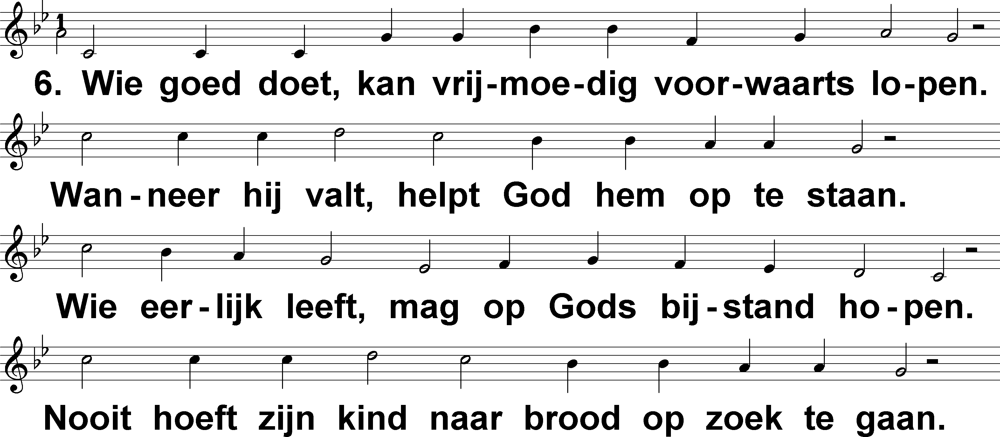 1
6. Wie goed doet, kan vrij-moe-dig voor-waarts lo-pen.
Wan-neer hij valt, helpt God hem op te staan.
Wie eer-lijk leeft, mag op Gods bij-stand ho-pen.
Nooit hoeft zijn kind naar brood op zoek te gaan.